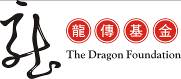 龍傳基金
The Dragon Foundation